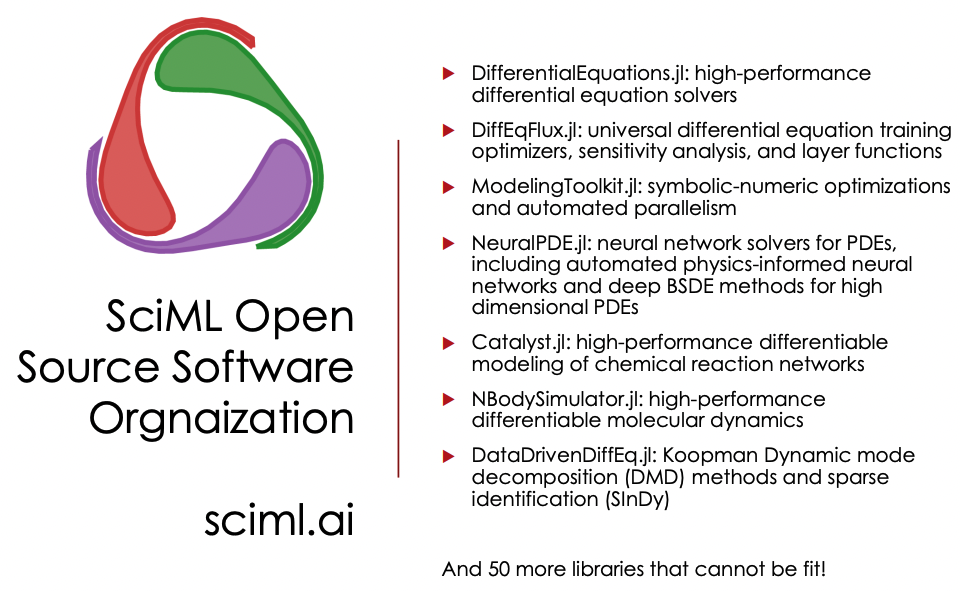 SciML Open
Source Software
Orgnaization
sciml.ai
DifferentialEquations.jl: high-performance
differential equation solvers
DiffEqFlux.jl: universal differential equation training
optimizers, sensitivity analysis, and layer functions
ModelingToolkit.jl: symbolic-numeric optimizations
and automated parallelism
NeuralPDE.jl: neural network solvers for PDEs,
including automated physics-informed neural
networks and deep BSDE methods for high
dimensional PDEs
Catalyst.jl: high-performance differentiable
modeling of chemical reaction networks
NBodySimulator.jl: high-performance
differentiable molecular dynamics
DataDrivenDiffEq.jl: Koopman Dynamic mode
decomposition (DMD) methods and sparse
identification (SInDy)
And 50 more libraries that cannot be fit!